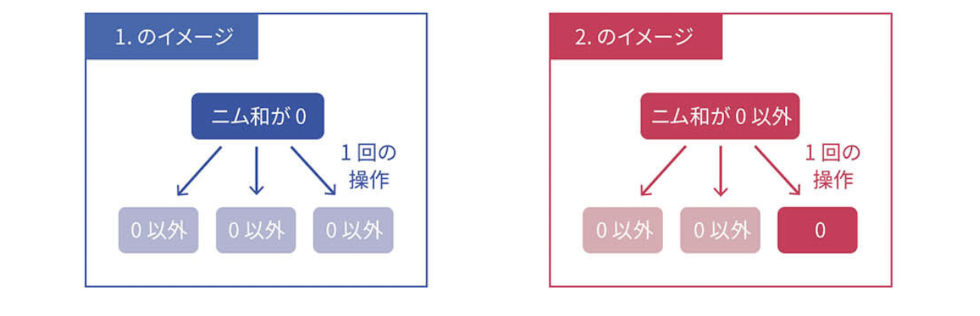 1. のイメージ
ニム和が 0
1 回の
操作
0 以外
0 以外
0 以外
2. のイメージ
ニム和が 0 以外
1 回の
操作
0 以外
0 以外
0